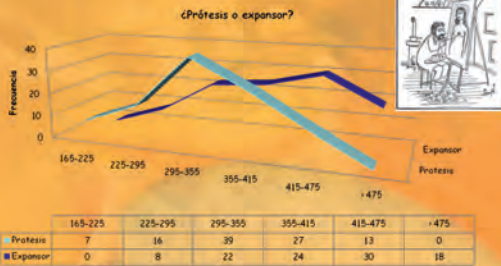 ¿Prótesis o expansor?
Frecuencia
40
30
20
10
0
165-225
225-295
295-355
355-415
415-475
>475
Expansor
Protesis
165-225 225-295 295-355 355-415 415-475 >475
Protesis 7 16 39 27 13 0
Expansor 0 8 22 24 30 18